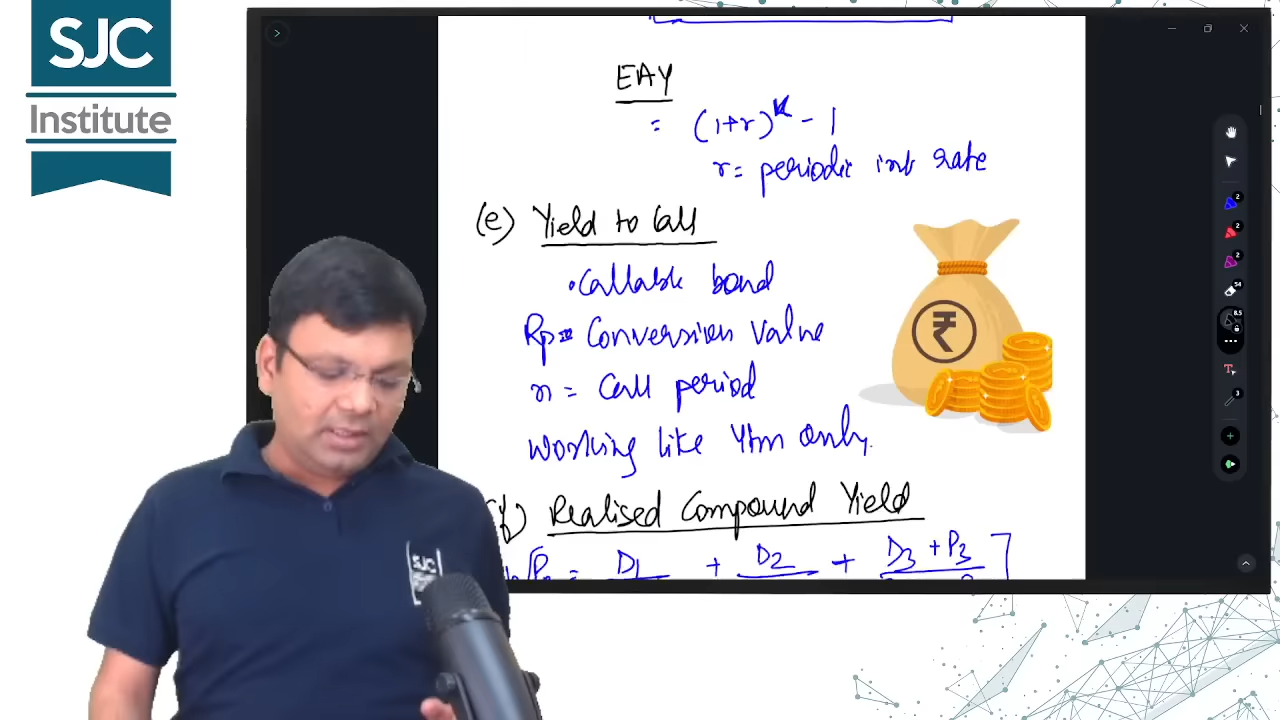 SJC
Institute
EAY
= (1+r)^k - 1
r = periodic int rate
(e) Yield to Call
• Callable bond
Rp = Conversion value
n = Call period
Working like Ytm only.
(f) Realised Compound Yield
= D1 + D2 + D3 + P3 ]
SJC